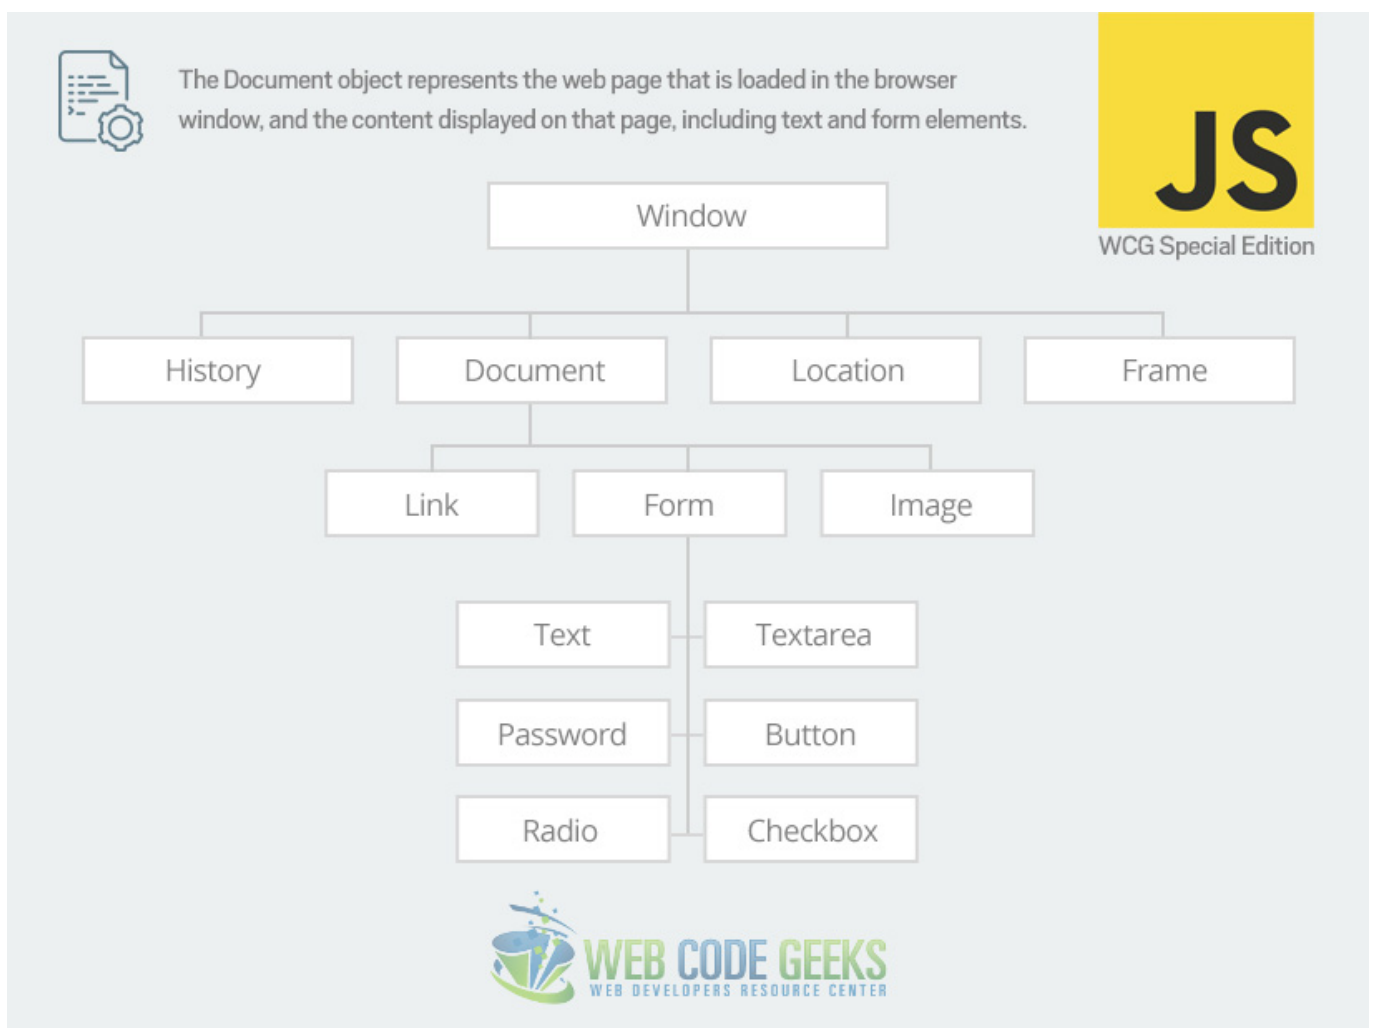 The Document object represents the web page that is loaded in the browser
window, and the content displayed on that page, including text and form elements.
JS
WCG Special Edition
Window
History Document Location Frame
Link Form Image
Text Textarea
Password Button
Radio Checkbox
WEB CODE GEEKS
WEB DEVELOPERS RESOURCE CENTER